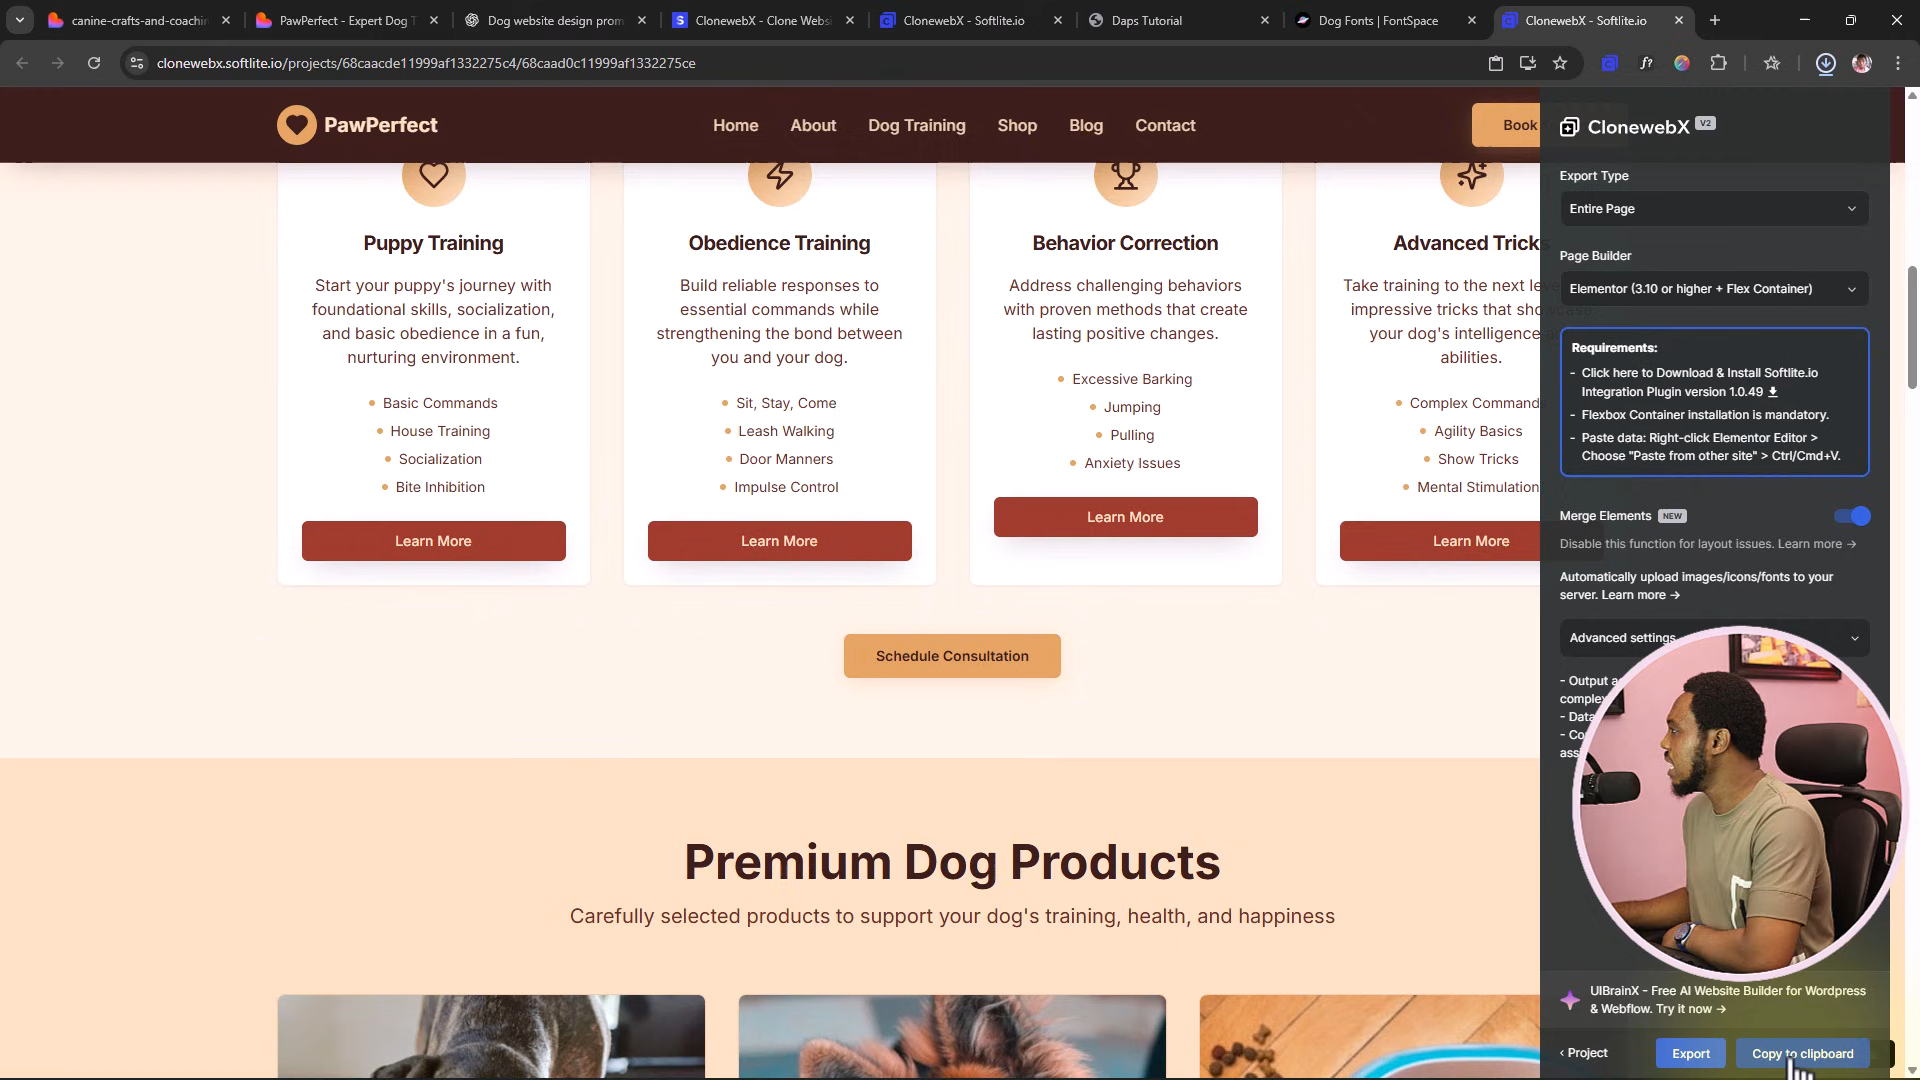 canine-crafts-and-coachin
PawPerfect - Expert Dog T
Dog website design prom
ClonewebX - Clone Websi
ClonewebX - Softlite.io
Daps Tutorial
Dog Fonts | FontSpace
ClonewebX - Softlite.io
clonewebx.softlite.io/projects/68caacde11999af1332275c4/68caad0c11999af1332275ce
PawPerfect
Home
About
Dog Training
Shop
Blog
Contact
Book
Puppy Training
Start your puppy's journey with
foundational skills, socialization,
and basic obedience in a fun,
nurturing environment.
Basic Commands
House Training
Socialization
Bite Inhibition
Learn More
Obedience Training
Build reliable responses to
essential commands while
strengthening the bond between
you and your dog.
Sit, Stay, Come
Leash Walking
Door Manners
Impulse Control
Learn More
Behavior Correction
Address challenging behaviors
with proven methods that create
lasting positive changes.
Excessive Barking
Jumping
Pulling
Anxiety Issues
Learn More
Advanced Tricks
Take training to the next
impressive tricks that
your dog's intelligence
abilities.
Complex Commands
Agility Basics
Show Tricks
Mental Stimulation
Learn More
Schedule Consultation
Premium Dog Products
Carefully selected products to support your dog's training, health, and happiness
ClonewebX V2
Export Type
Entire Page
Page Builder
Elementor (3.10 or higher + Flex Container)
Requirements:
- Click here to Download & Install Softlite.io
Integration Plugin version 1.0.49
- Flexbox Container installation is mandatory.
- Paste data: Right-click Elementor Editor >
Choose "Paste from other site" > Ctrl/Cmd+V.
Merge Elements NEW
Disable this function for layout issues. Learn more →
Automatically upload images/icons/fonts to your
server. Learn more →
Advanced settings
- Output
- Data
UIBrainX - Free AI Website Builder for Wordpress
& Webflow. Try it now →
‹ Project
Export
Copy to clipboard